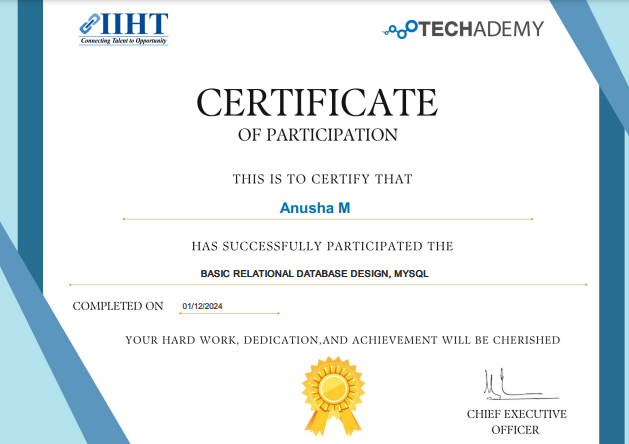 IIHT
Connecting Talent to Opportunity
TECHADEMY
CERTIFICATE
OF PARTICIPATION
THIS IS TO CERTIFY THAT
Anusha M
HAS SUCCESSFULLY PARTICIPATED THE
BASIC RELATIONAL DATABASE DESIGN, MYSQL
COMPLETED ON 01/12/2024
YOUR HARD WORK, DEDICATION,AND ACHIEVEMENT WILL BE CHERISHED
CHIEF EXECUTIVE
OFFICER